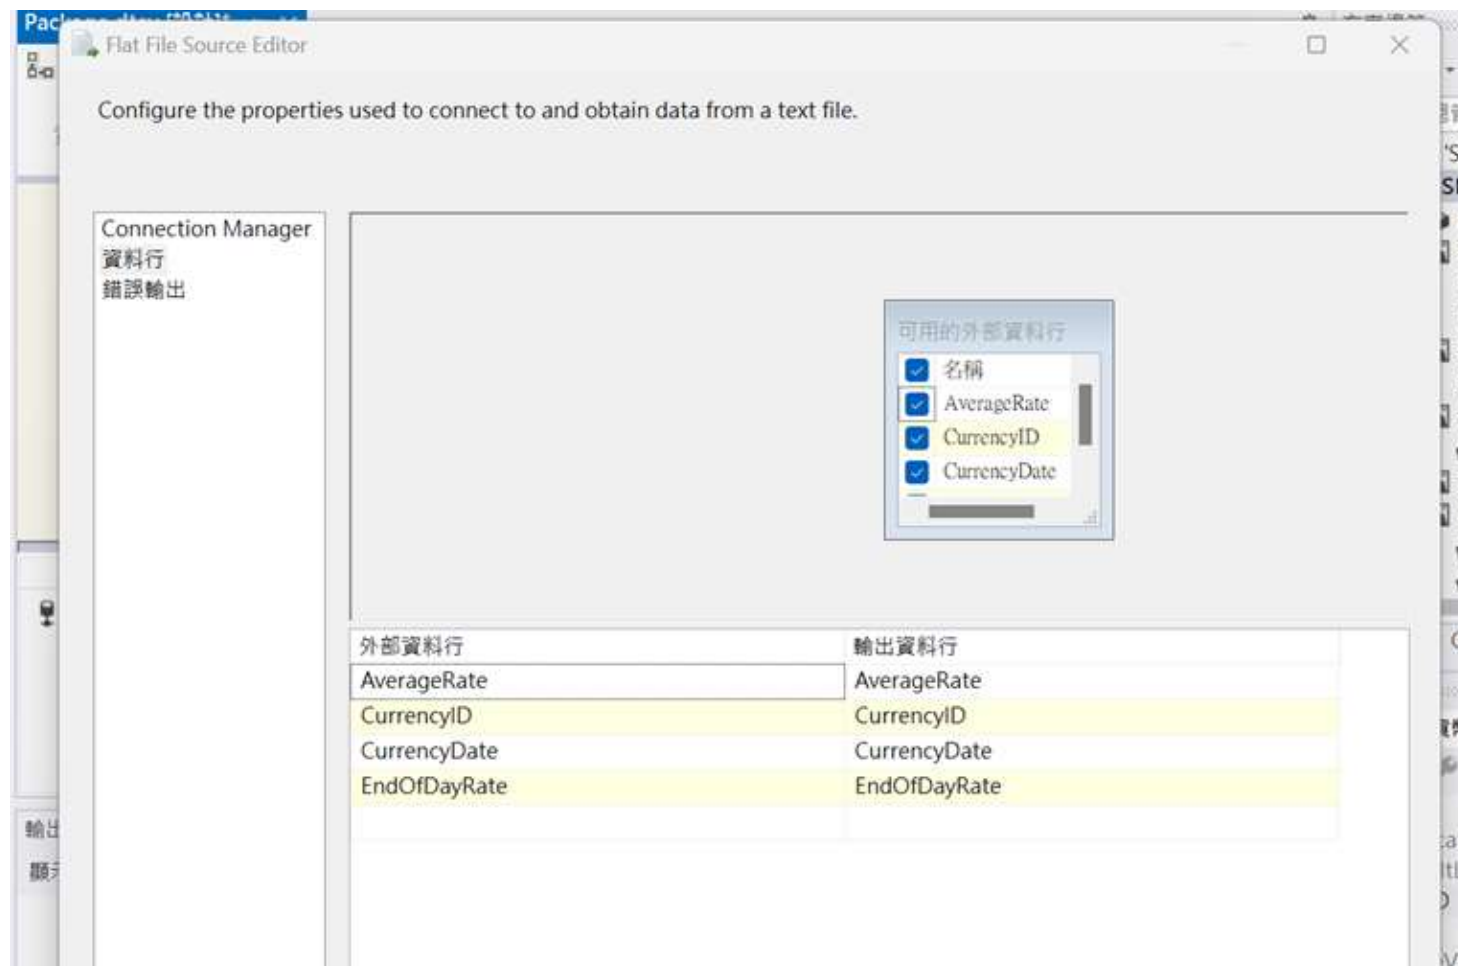 Flat File Source Editor
Configure the properties used to connect to and obtain data from a text file.
Connection Manager
資料行
錯誤輸出
可用的外部資料行
名稱
AverageRate
CurrencyID
CurrencyDate
外部資料行 輸出資料行
AverageRate AverageRate
CurrencyID CurrencyID
CurrencyDate CurrencyDate
EndOfDayRate EndOfDayRate